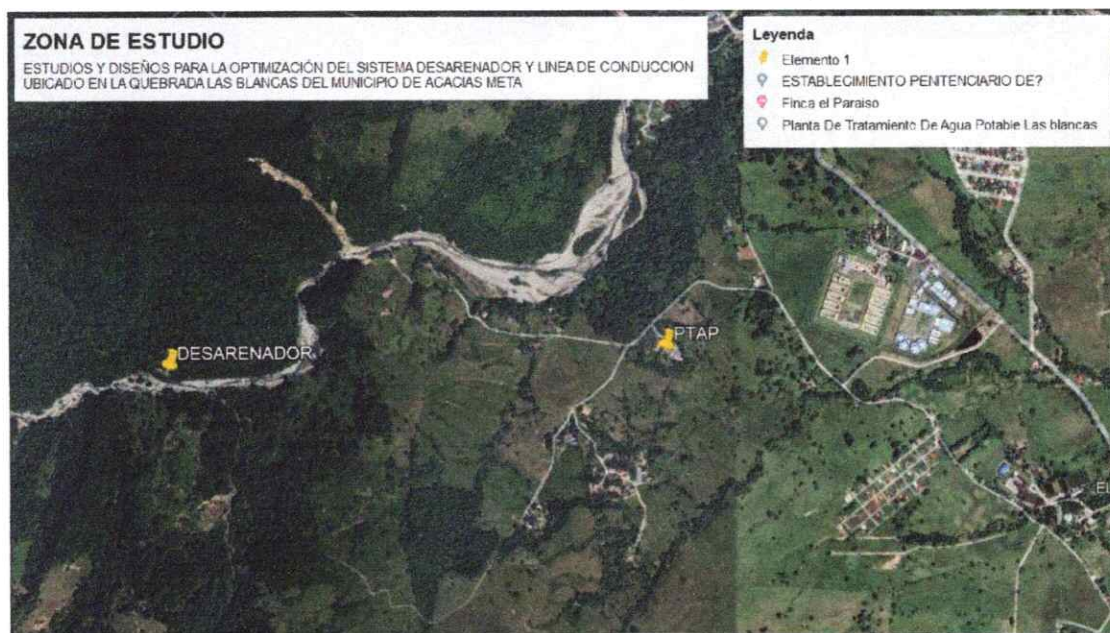 ZONA DE ESTUDIO
ESTUDIOS Y DISEÑOS PARA LA OPTIMIZACIÓN DEL SISTEMA DESARENADOR Y LINEA DE CONDUCCION
UBICADO EN LA QUEBRADA LAS BLANCAS DEL MUNICIPIO DE ACACIAS META
Leyenda
Elemento 1
ESTABLECIMIENTO PENITENCIARIO DE?
Finca el Paraiso
Planta De Tratamiento De Agua Potable Las blancas
PTAP
DESARENADOR